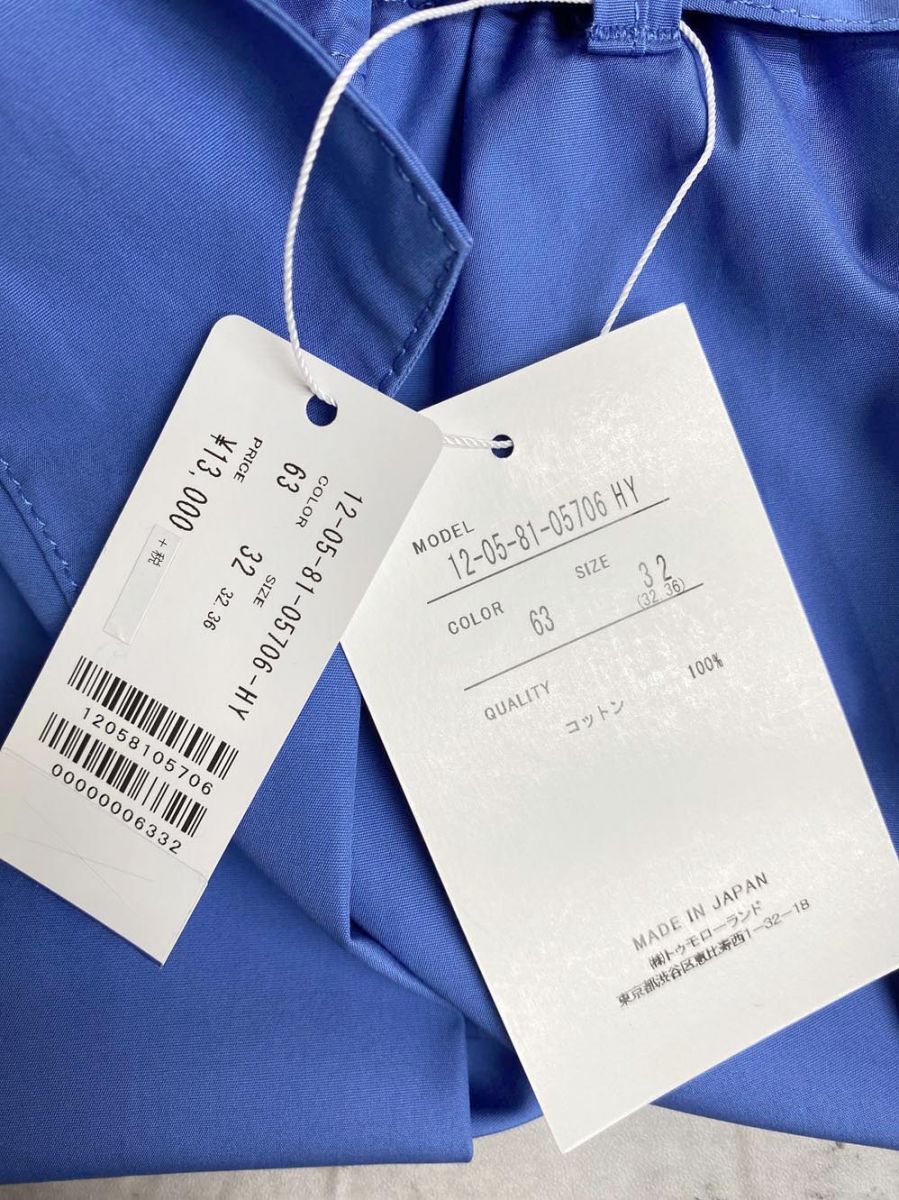 12-05-81-05706-HY
COLOR SIZE
63 32 32.36
PRICE
¥13,000 +税
12058105706
00000006332
MODEL
12-05-81-05706 HY
COLOR 63 SIZE 32
(32.36)
QUALITY
コットン 100%
MADE IN JAPAN
㈱トゥモローランド
東京都渋谷区恵比寿西1-32-18